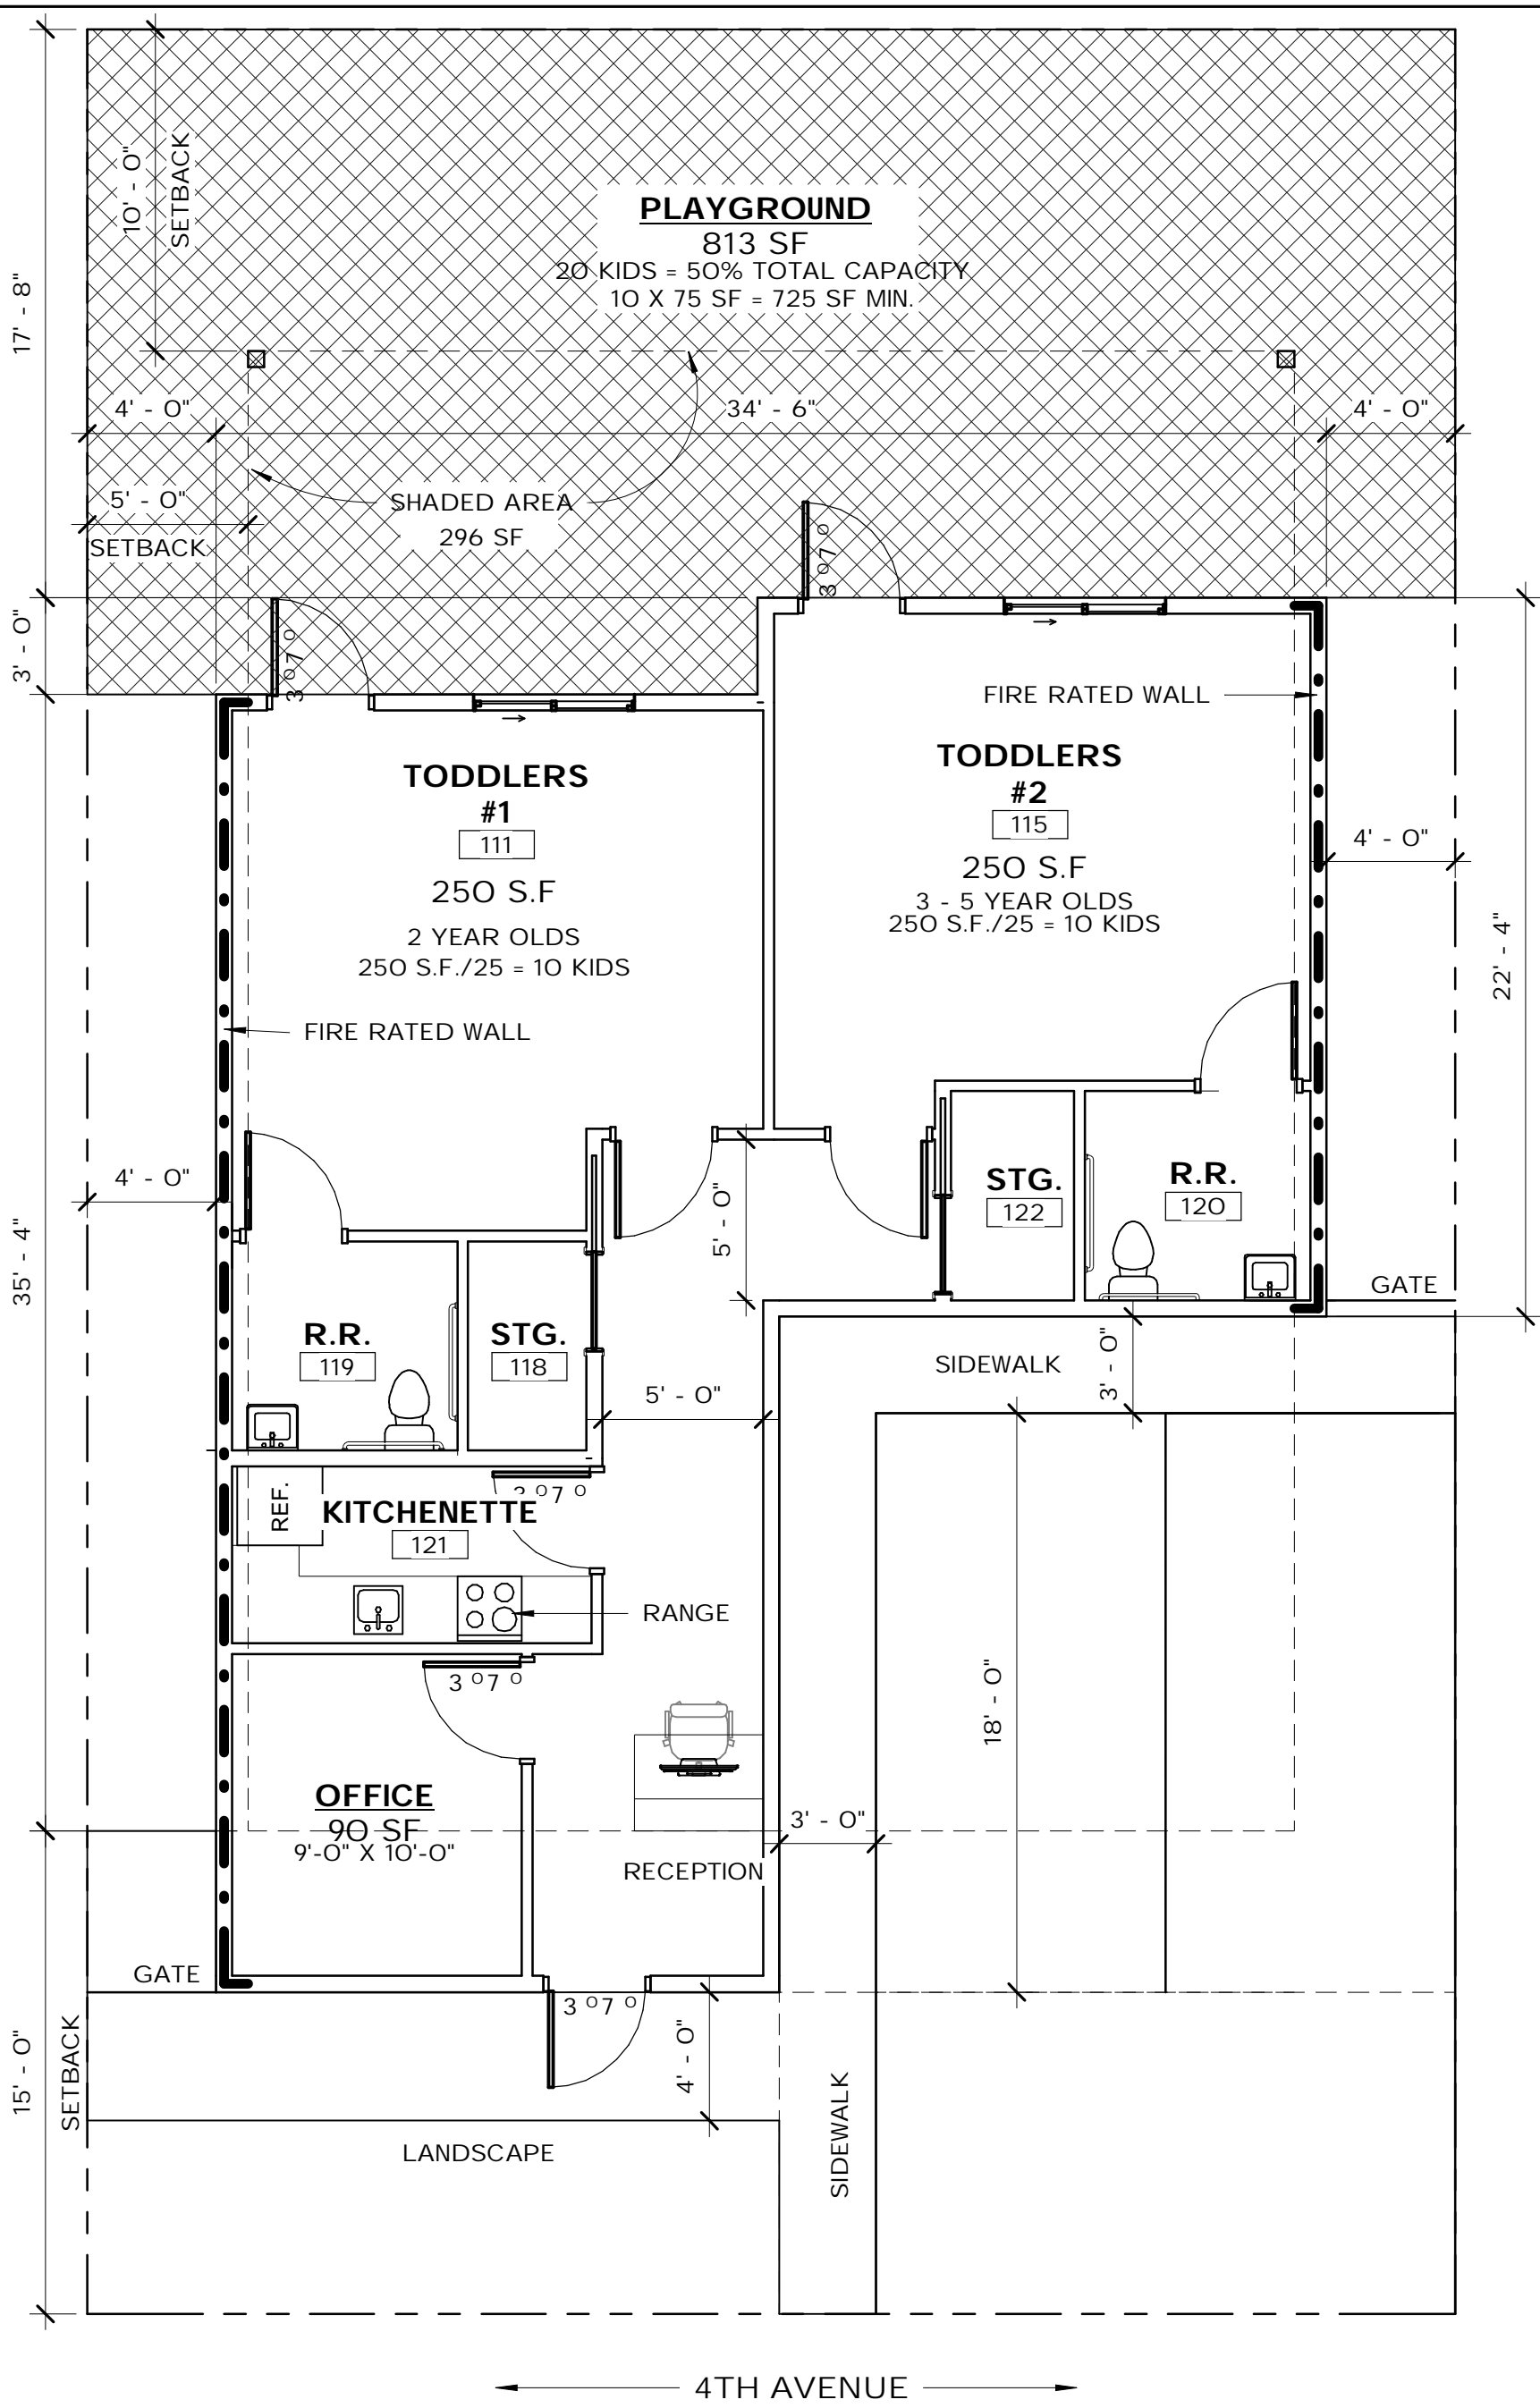 10' - 0"
SETBACK
PLAYGROUND
813 SF
20 KIDS = 50% TOTAL CAPACITY
10 X 75 SF = 725 SF MIN.
17' - 8"
4' - 0"
34' - 6"
4' - 0"
5' - 0"
SETBACK
SHADED AREA
296 SF
3 0 7 0
3 0 7 0
3' - 0"
FIRE RATED WALL
TODDLERS
#1
111
250 S.F
2 YEAR OLDS
250 S.F./25 = 10 KIDS
TODDLERS
#2
115
250 S.F
3 - 5 YEAR OLDS
250 S.F./25 = 10 KIDS
4' - 0"
22' - 4"
FIRE RATED WALL
4' - 0"
5' - 0"
STG.
122
R.R.
120
35' - 4"
GATE
R.R.
119
STG.
118
5' - 0"
SIDEWALK
3' - 0"
REF.
KITCHENETTE
121
3 0 7 0
RANGE
3 0 7 0
18' - 0"
OFFICE
90 SF
9'-0" X 10'-0"
3' - 0"
RECEPTION
GATE
3 0 7 0
15' - 0"
SETBACK
4' - 0"
SIDEWALK
LANDSCAPE
4TH AVENUE